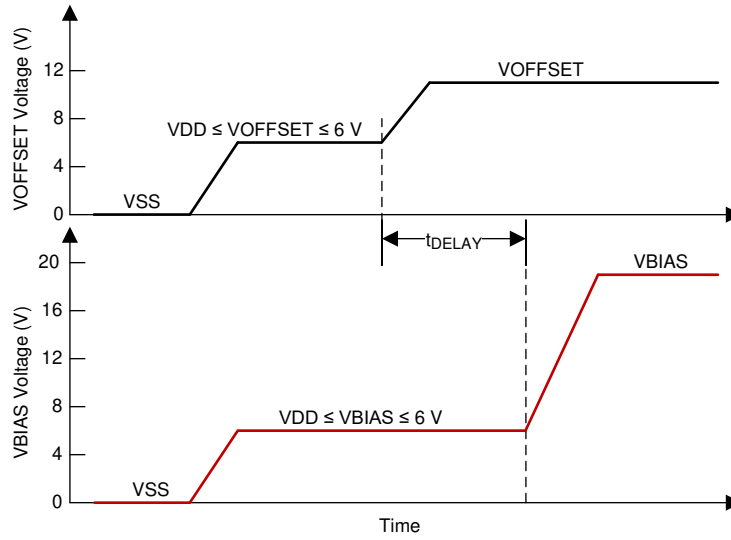 VOFFSET Voltage (V)
12
8
4
0
VSS
VDD ≤ VOFFSET ≤ 6 V
VOFFSET
tDELAY
VBIAS Voltage (V)
20
16
12
8
4
0
VSS
VDD ≤ VBIAS ≤ 6 V
VBIAS
Time